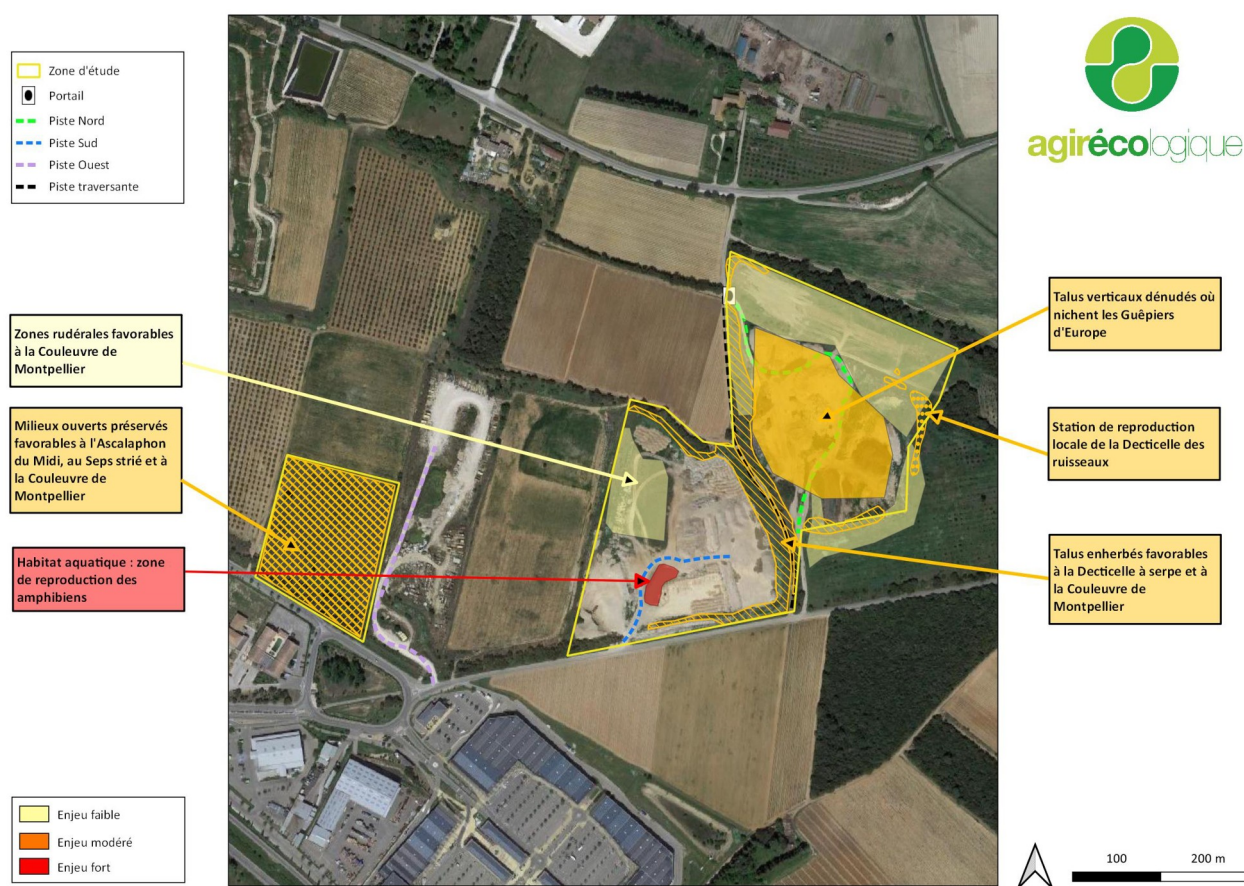 Zone d'étude
Portail
Piste Nord
Piste Sud
Piste Ouest
Piste traversante
agirécologique
Zones rudérales favorables
à la Couleuvre de
Montpellier
Milieux ouverts préservés
favorables à l'Ascalaphon
du Midi, au Seps strié et à
la Couleuvre de
Montpellier
Habitat aquatique : zone
de reproduction des
amphibiens
Talus verticaux dénudés où
nichent les Guêpiers
d'Europe
Station de reproduction
locale de la Decticelle des
ruisseaux
Talus enherbés favorables
à la Decticelle à serpe et à
la Couleuvre de
Montpellier
Enjeu faible
Enjeu modéré
Enjeu fort
100 200 m